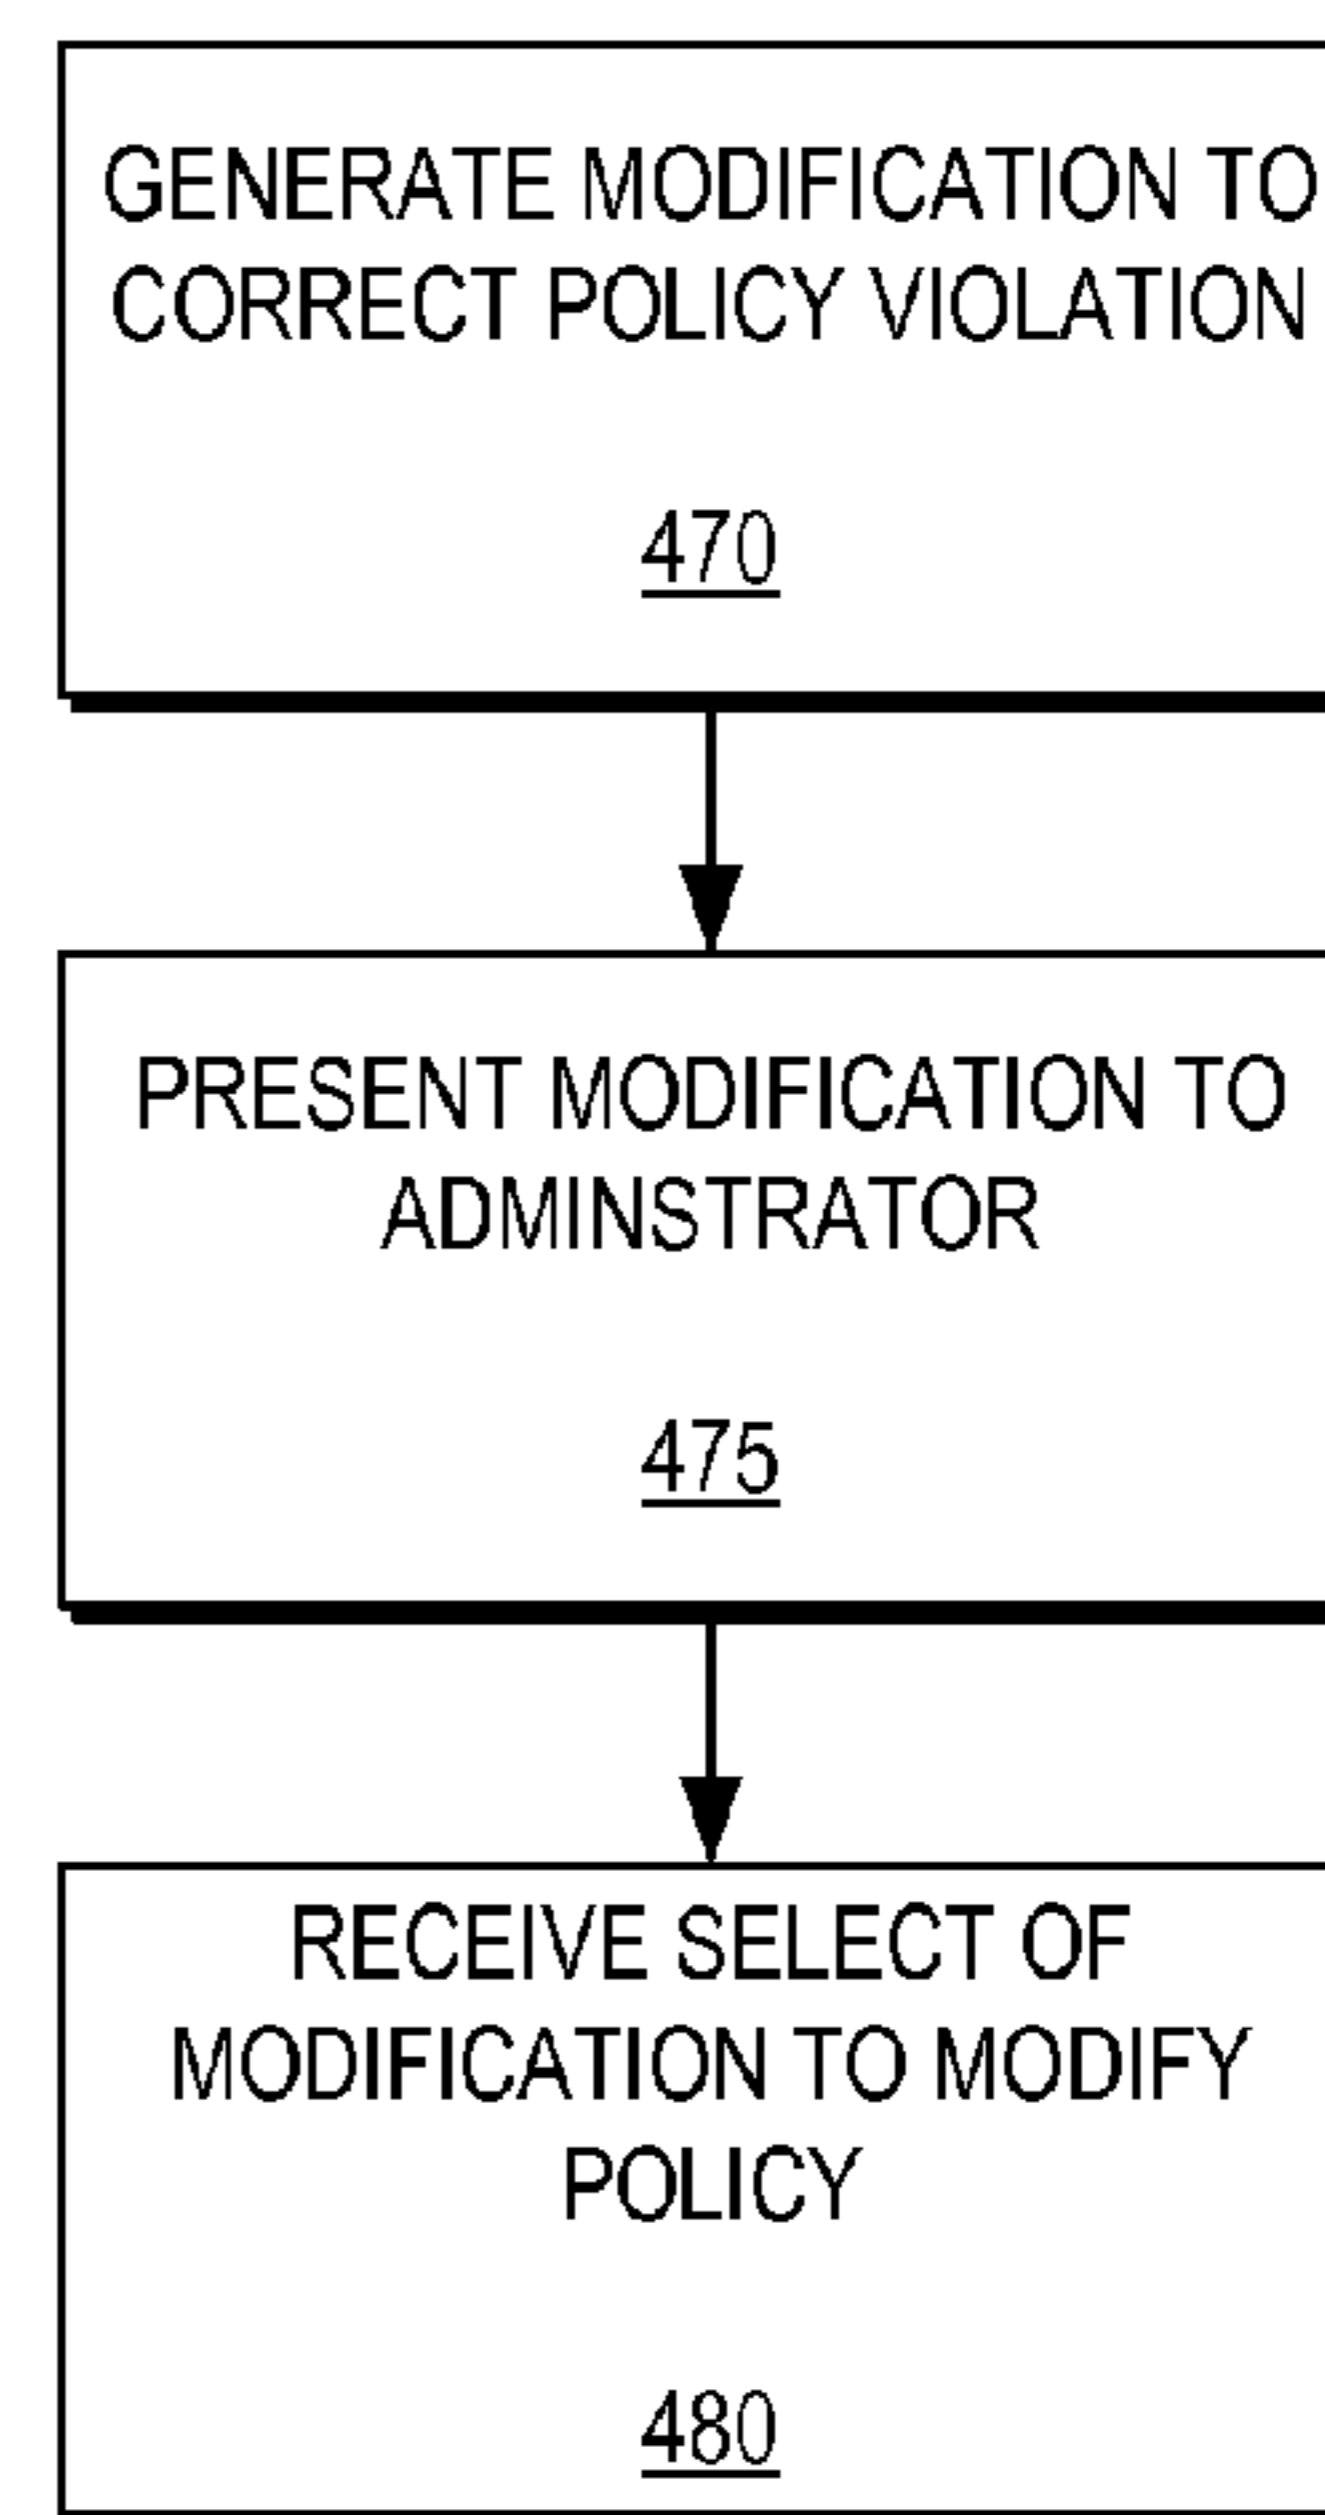 GENERATE MODIFICATION TO
CORRECT POLICY VIOLATION
470
PRESENT MODIFICATION TO
ADMINSTRATOR
475
RECEIVE SELECT OF
MODIFICATION TO MODIFY
POLICY
480